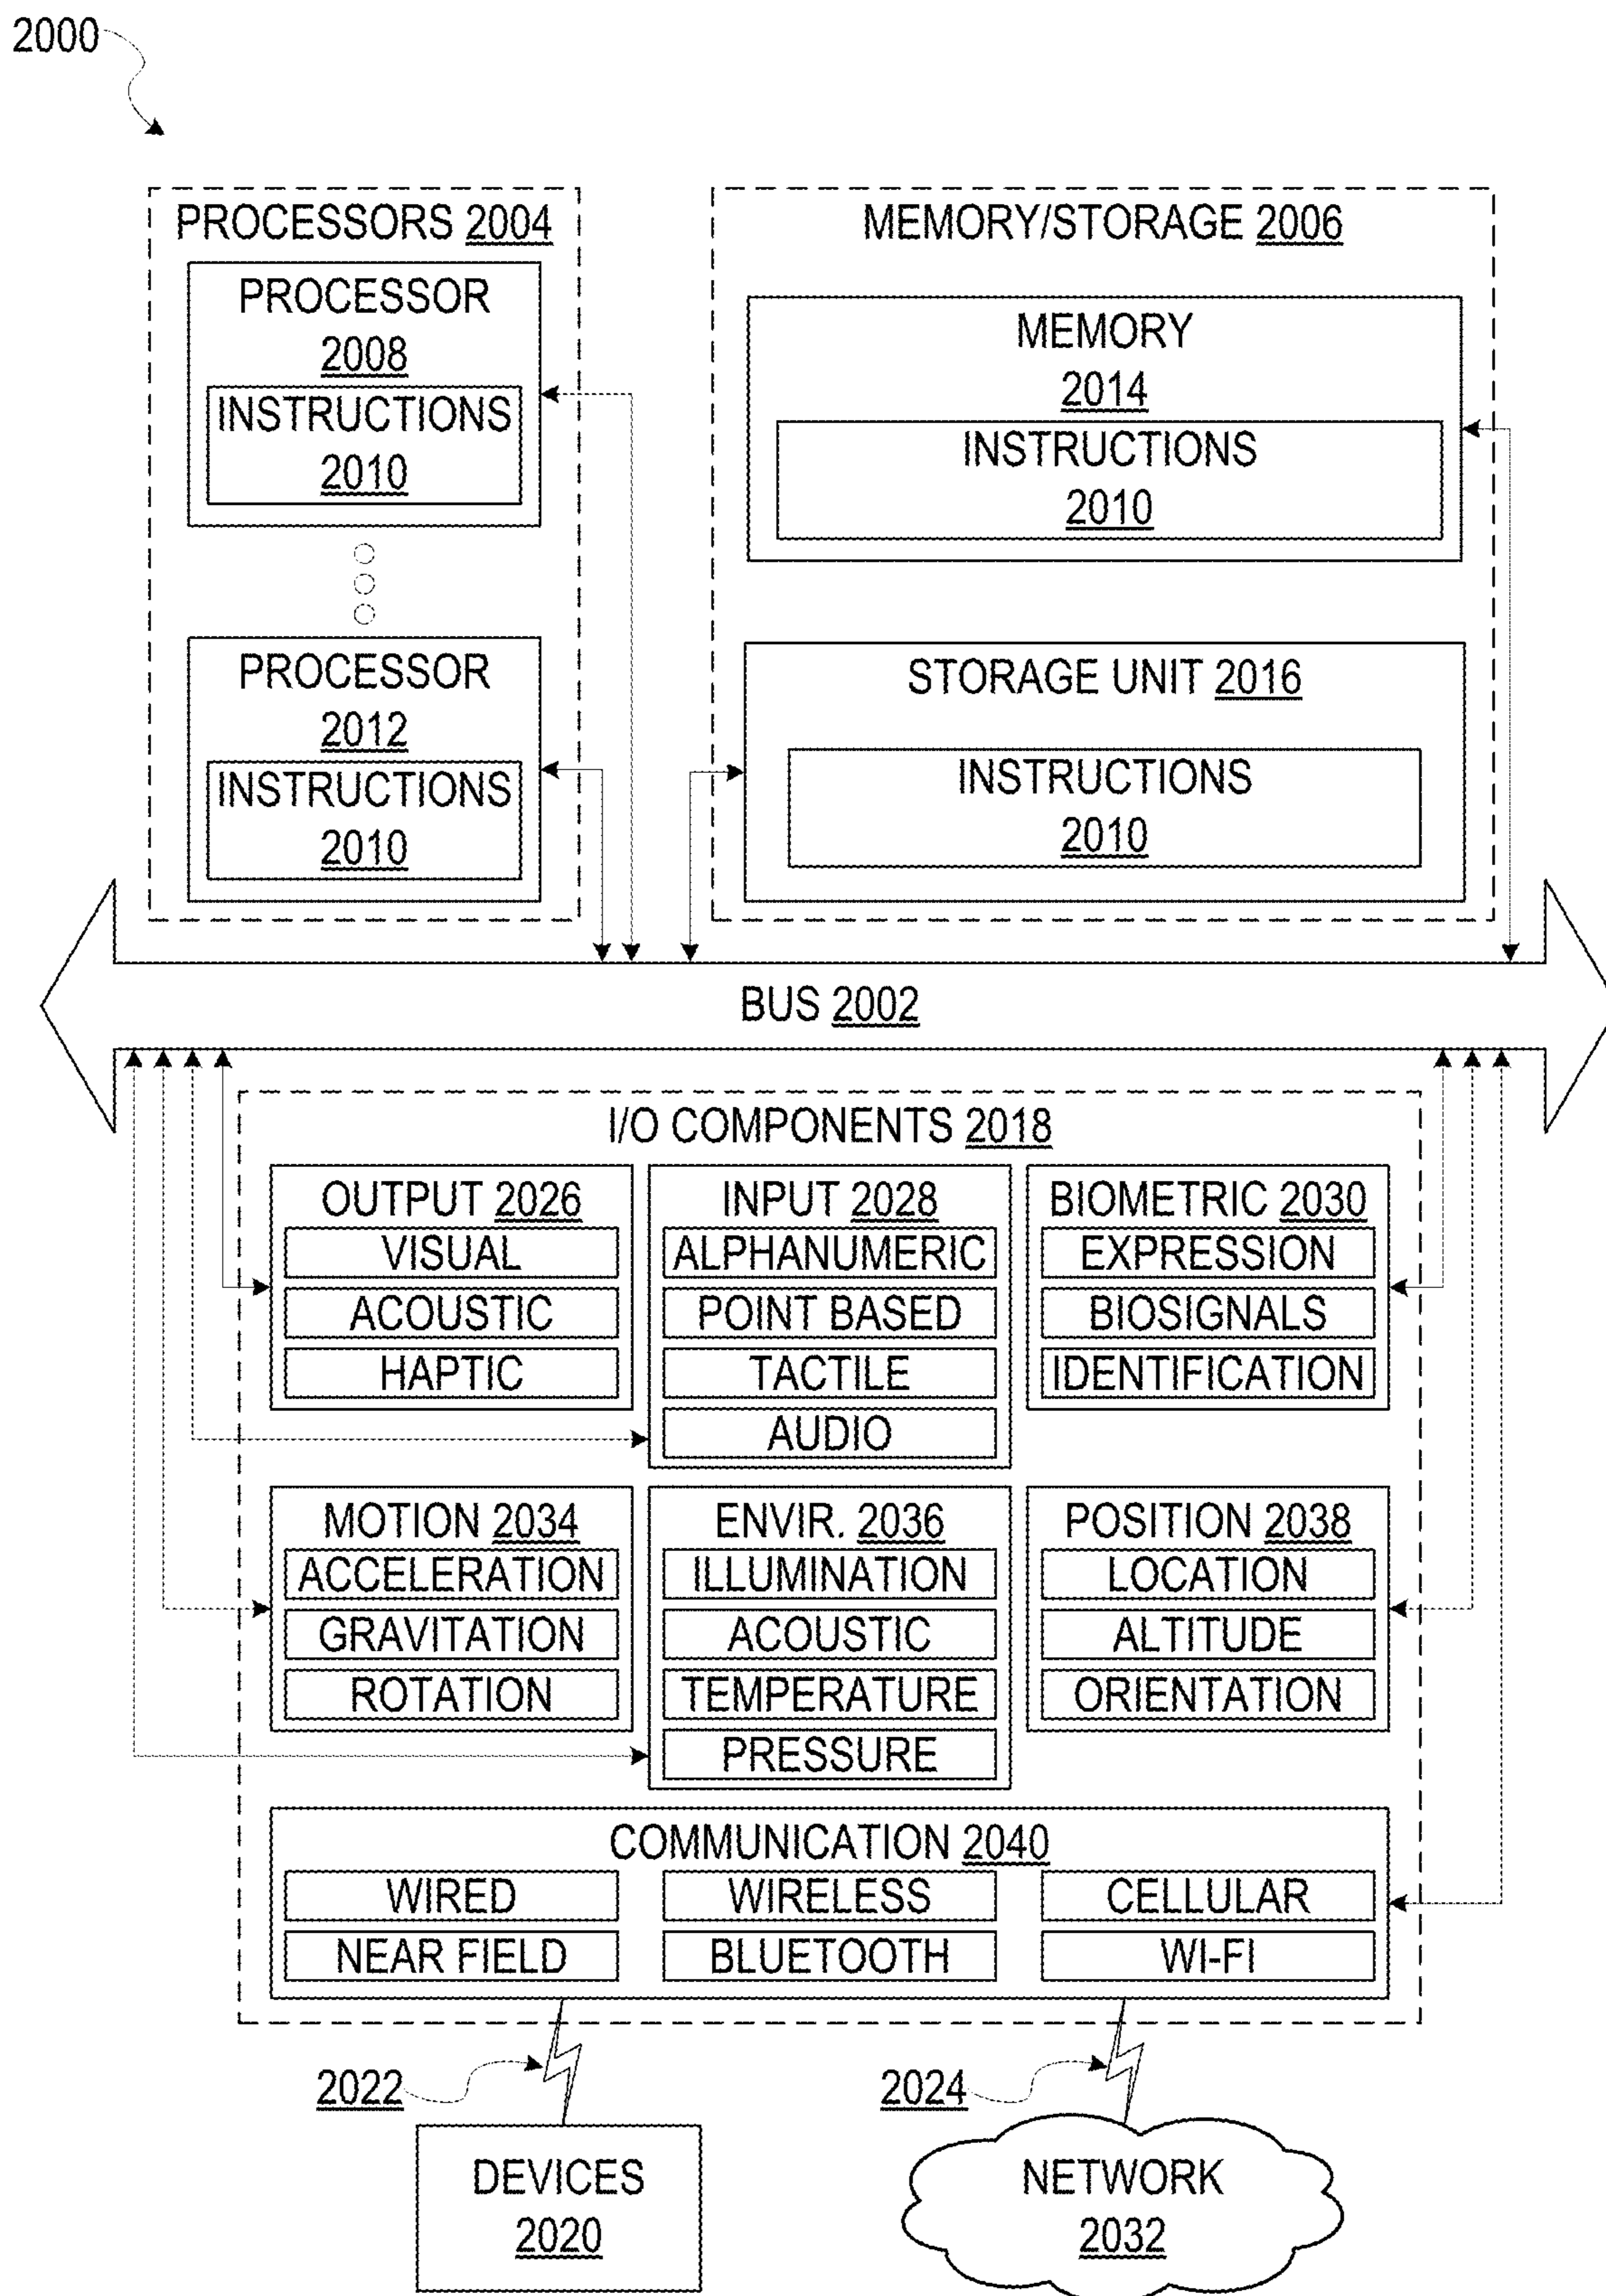 2000
PROCESSORS 2004
PROCESSOR
2008
INSTRUCTIONS
2010
PROCESSOR
2012
INSTRUCTIONS
2010
MEMORY/STORAGE 2006
MEMORY
2014
INSTRUCTIONS
2010
STORAGE UNIT 2016
INSTRUCTIONS
2010
BUS 2002
I/O COMPONENTS 2018
OUTPUT 2026
VISUAL
ACOUSTIC
HAPTIC
INPUT 2028
ALPHANUMERIC
POINT BASED
TACTILE
AUDIO
BIOMETRIC 2030
EXPRESSION
BIOSIGNALS
IDENTIFICATION
MOTION 2034
ACCELERATION
GRAVITATION
ROTATION
ENVIR. 2036
ILLUMINATION
ACOUSTIC
TEMPERATURE
PRESSURE
POSITION 2038
LOCATION
ALTITUDE
ORIENTATION
COMMUNICATION 2040
WIRED
WIRELESS
CELLULAR
NEAR FIELD
BLUETOOTH
WI-FI
2022
2024
DEVICES
2020
NETWORK
2032